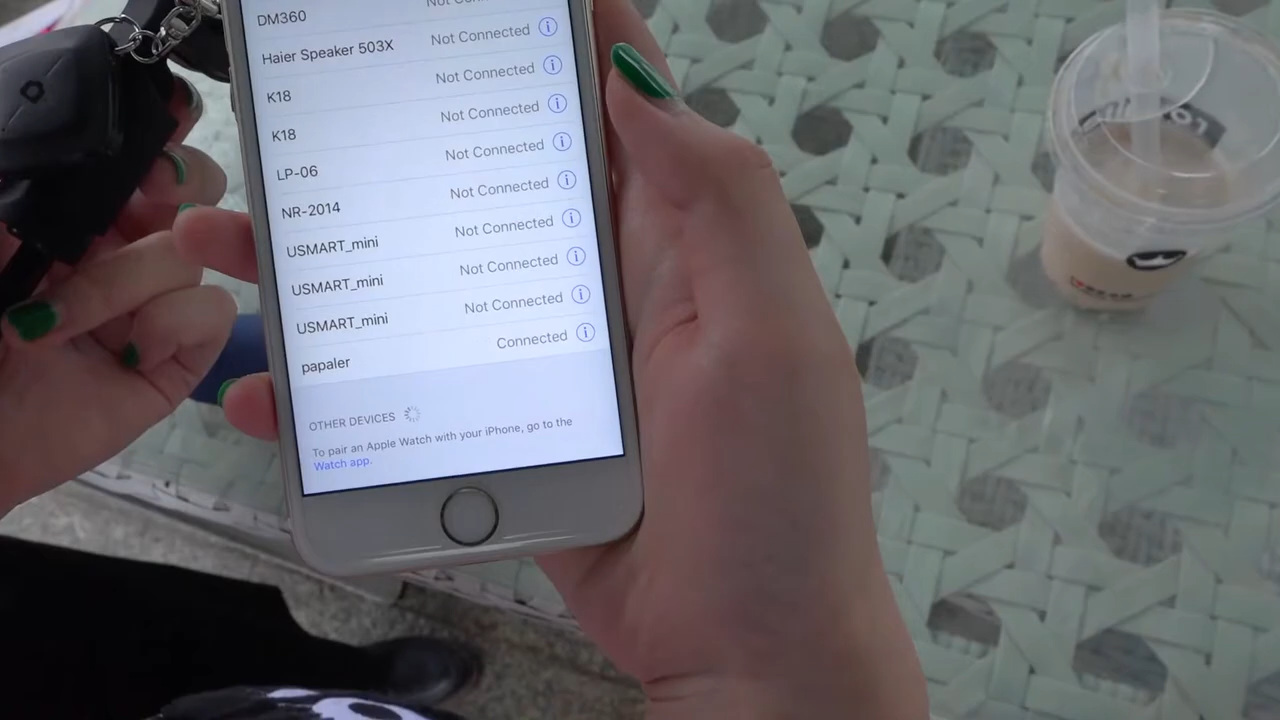 DM360
Haier Speaker 503X Not Connected
K18 Not Connected
K18 Not Connected
LP-06 Not Connected
NR-2014 Not Connected
USMART_mini Not Connected
USMART_mini Not Connected
USMART_mini Not Connected
papaler Connected
OTHER DEVICES
To pair an Apple Watch with your iPhone, go to the
Watch app.